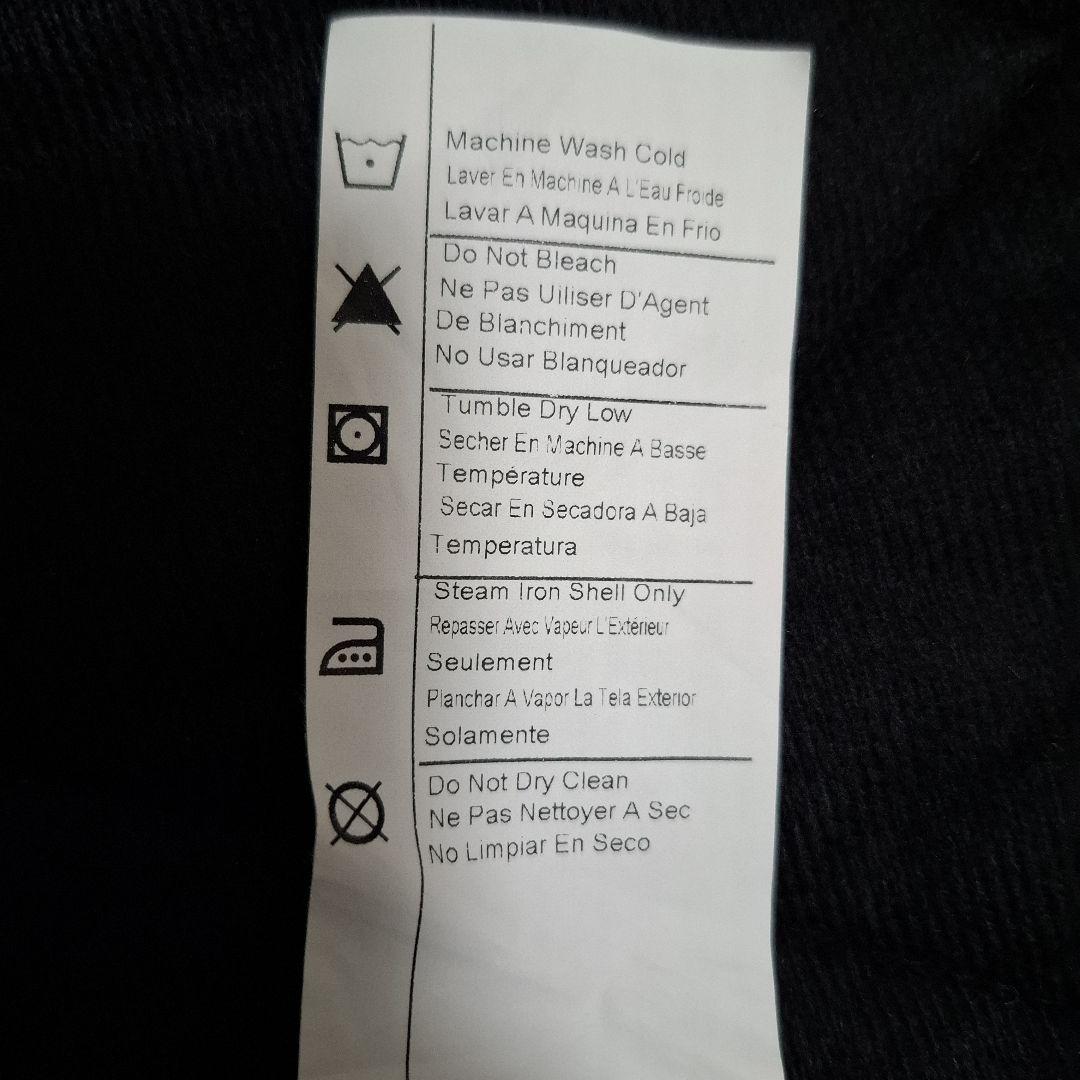 Machine Wash Cold
Laver En Machine A L'Eau Froide
Lavar A Maquina En Frio
Do Not Bleach
Ne Pas Uiliser D'Agent
De Blanchiment
No Usar Blanqueador
Tumble Dry Low
Secher En Machine A Basse
Température
Secar En Secadora A Baja
Temperatura
Steam Iron Shell Only
Repasser Avec Vapeur L'Extérieur
Seulement
Planchar A Vapor La Tela Exterior
Solamente
Do Not Dry Clean
Ne Pas Nettoyer A Sec
No Limpiar En Seco